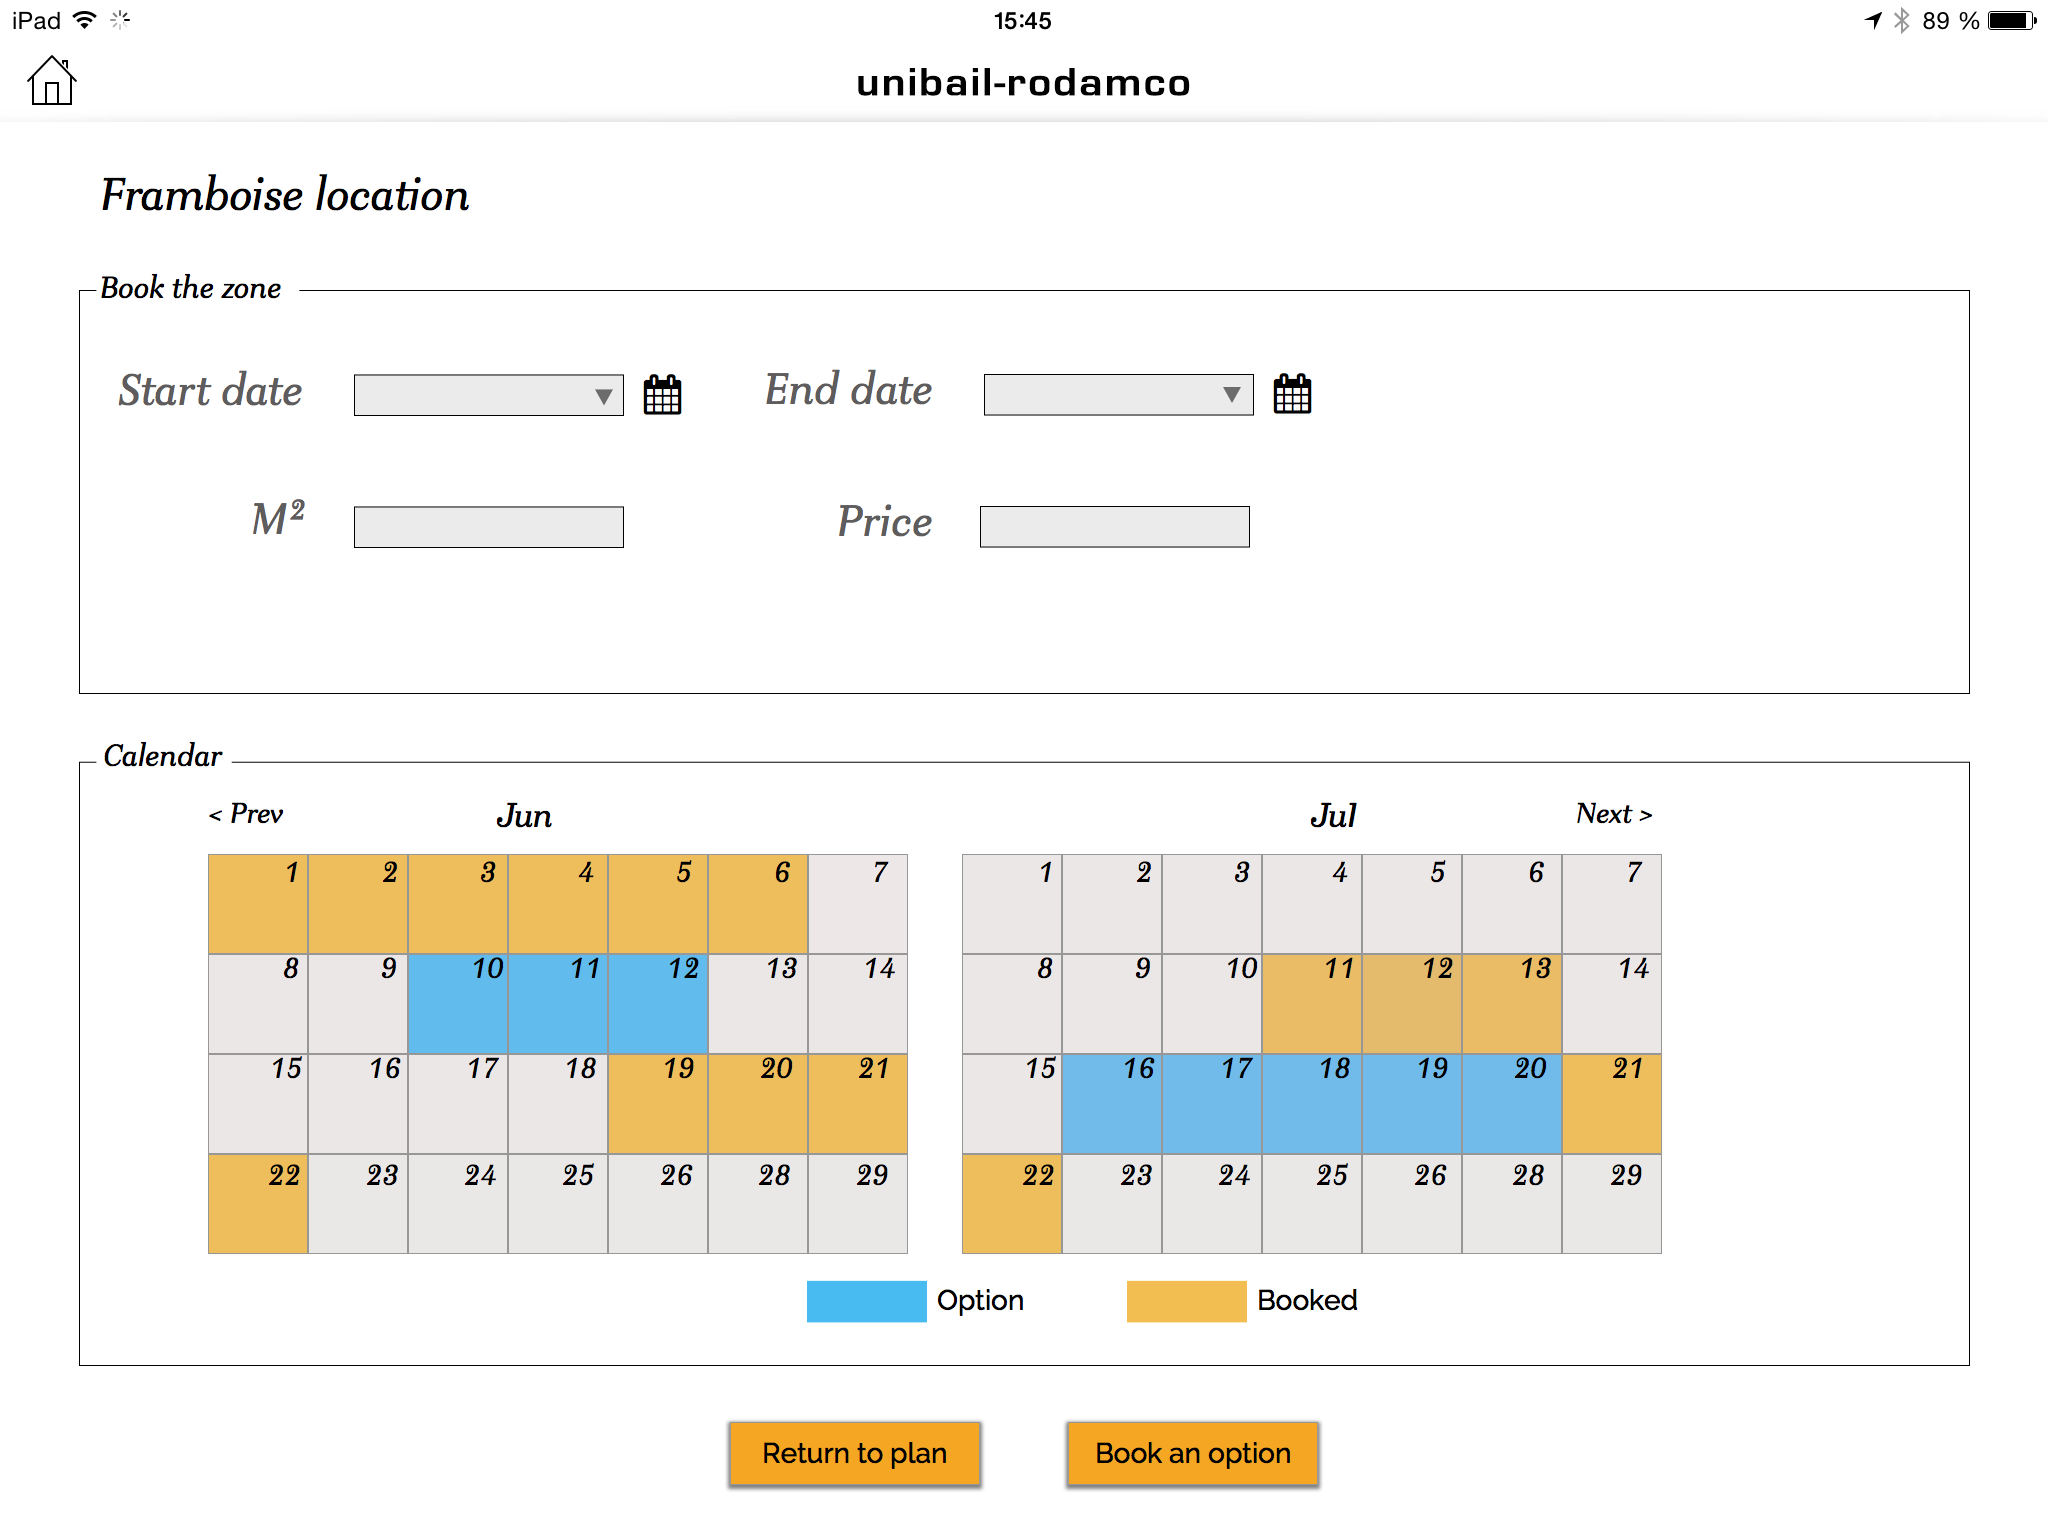 iPad 15:45 89 %
unibail-rodamco
Framboise location
Book the zone
Start date End date
M² Price
Calendar
< Prev Jun Jul Next >
1 2 3 4 5 6 7 1 2 3 4 5 6 7
8 9 10 11 12 13 14 8 9 10 11 12 13 14
15 16 17 18 19 20 21 15 16 17 18 19 20 21
22 23 24 25 26 28 29 22 23 24 25 26 28 29
Option Booked
Return to plan Book an option